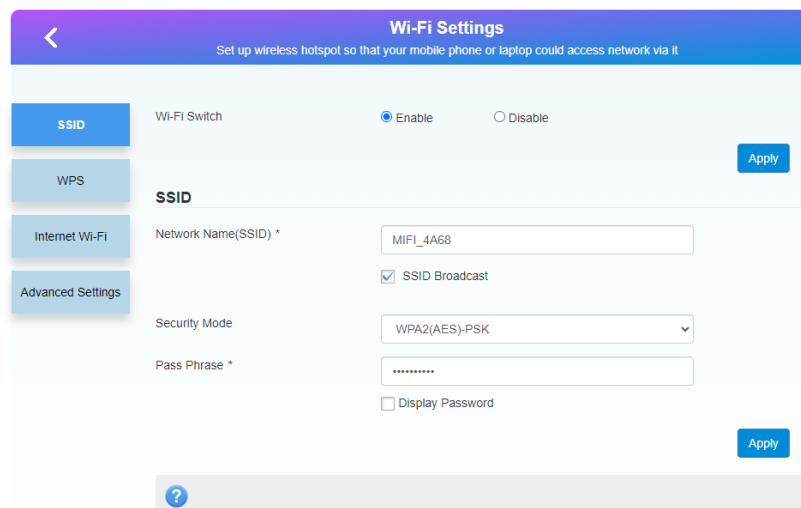 Wi-Fi Settings
Set up wireless hotspot so that your mobile phone or laptop could access network via it
SSID
WPS
Internet Wi-Fi
Advanced Settings
Wi-Fi Switch Enable Disable
Apply
SSID
Network Name(SSID) * MIFI_4A68
SSID Broadcast
Security Mode WPA2(AES)-PSK
Pass Phrase * ••••••••••
Display Password
Apply
?